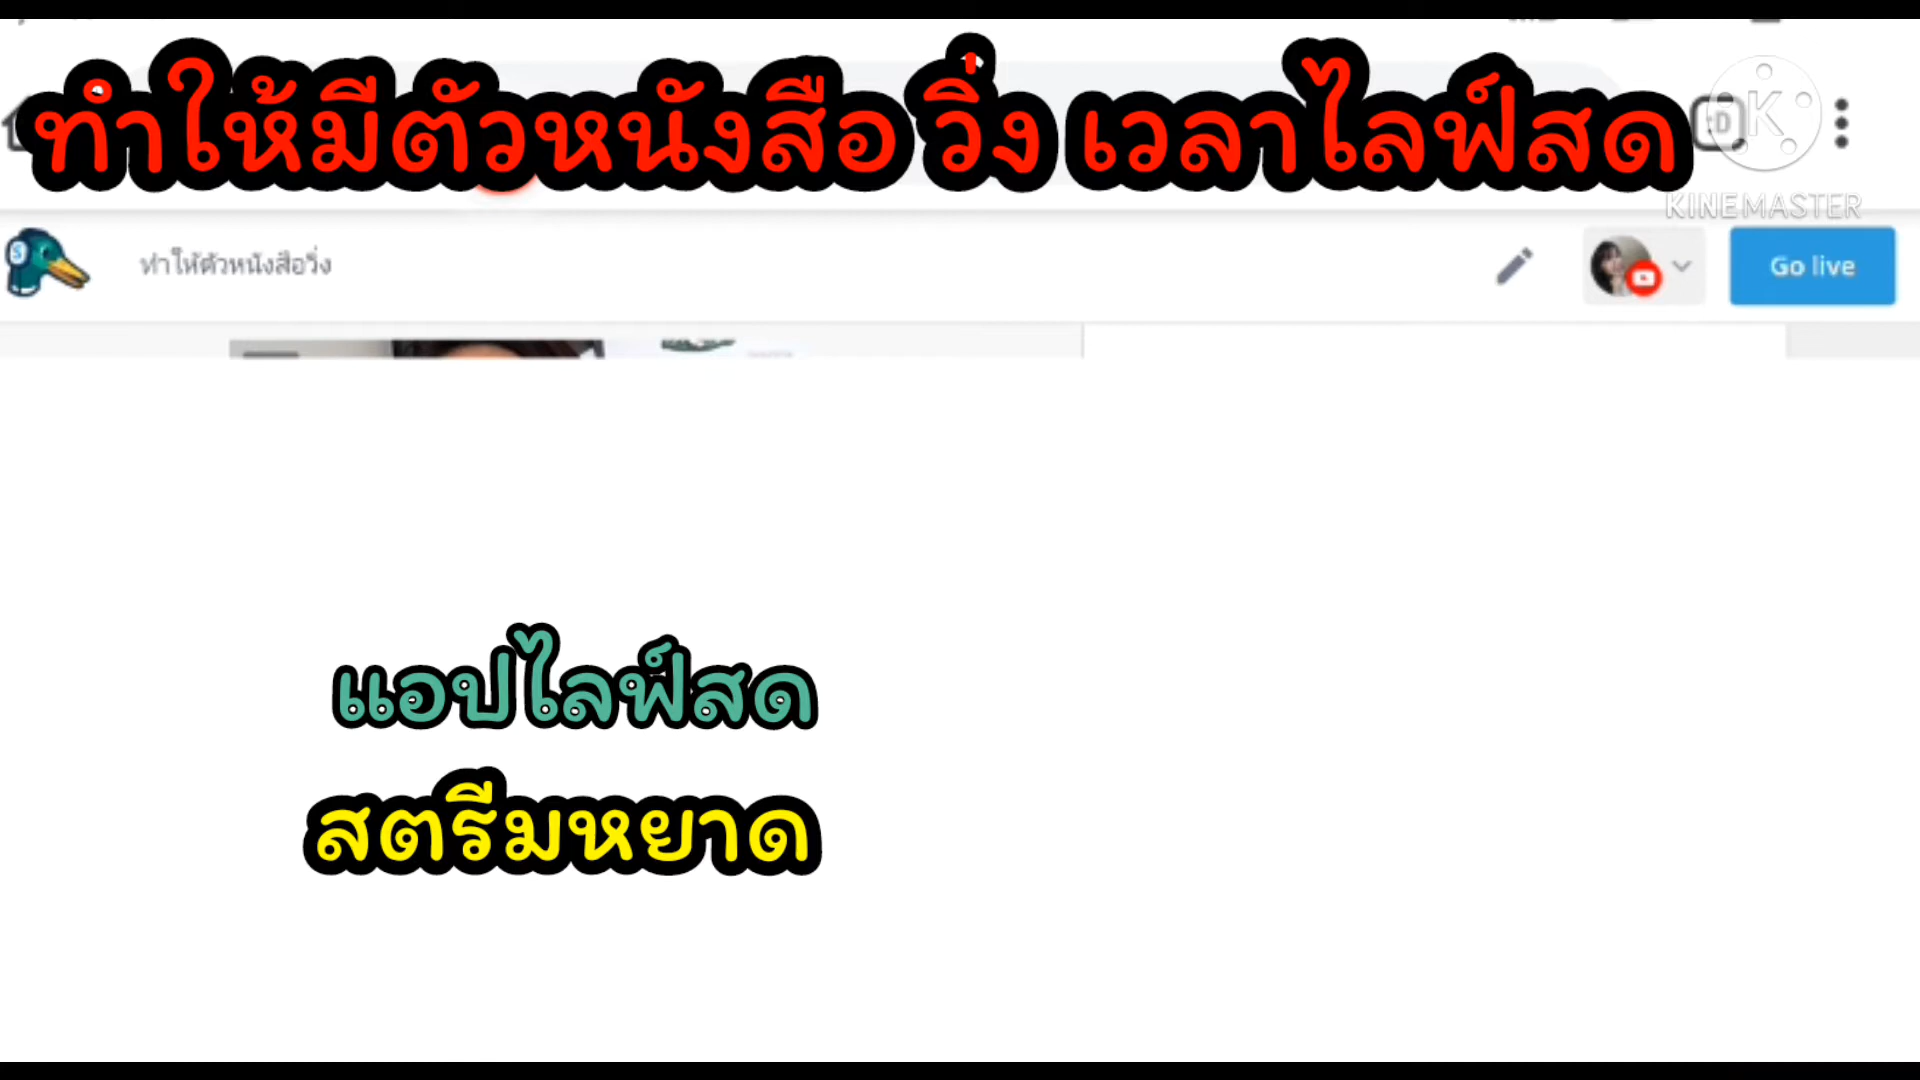 ทำให้มีตัวหนังสือ วิ่ง เวลาไลฟ์สด
KINEMASTER
ทำให้ตัวหนังสือวิ่ง
Go live
แอปไลฟ์สด
สตรีมหยาด